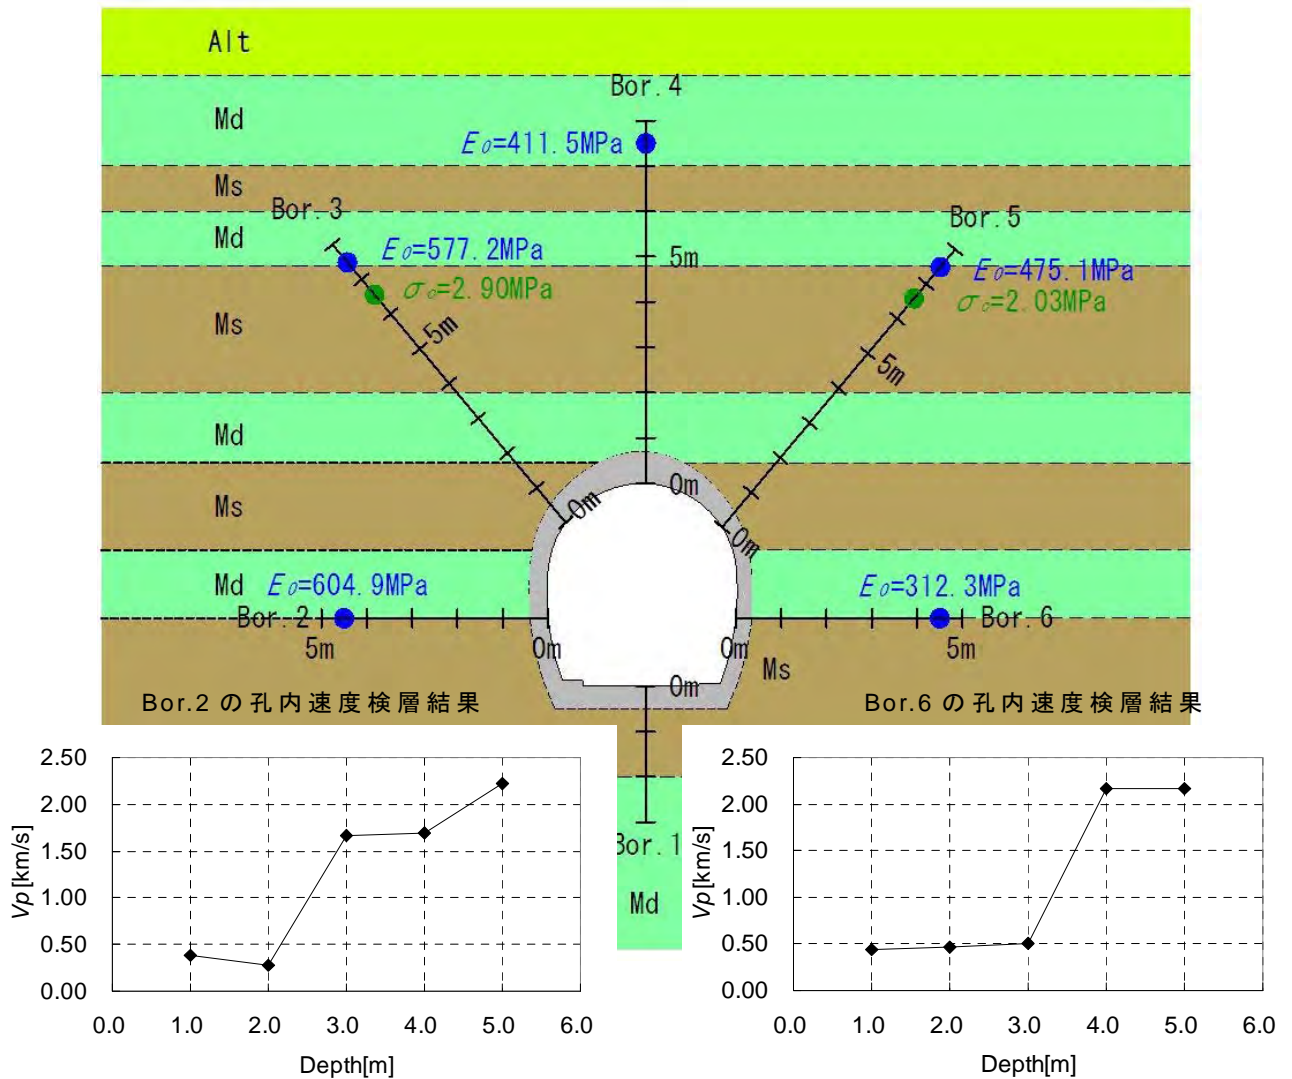 Alt
Bor. 4
Md
E0=411.5MPa
Ms
Bor. 3
Bor. 5
Md
E0=577.2MPa
5m
E0=475.1MPa
σc=2.90MPa
σc=2.03MPa
Ms
5m
5m
Md
0m
0m
Ms
0m
Md
E0=604.9MPa
E0=312.3MPa
Bor. 2
Bor. 6
5m
0m
0m
5m
Ms
0m
Bor.2 の孔内速度検層結果
Bor.6 の孔内速度検層結果
Bor. 1
Md
2.50
2.00
1.50
1.00
0.50
0.00
Vp[km/s]
0.0 1.0 2.0 3.0 4.0 5.0 6.0
Depth[m]
2.50
2.00
1.50
1.00
0.50
0.00
Vp[km/s]
0.0 1.0 2.0 3.0 4.0 5.0 6.0
Depth[m]